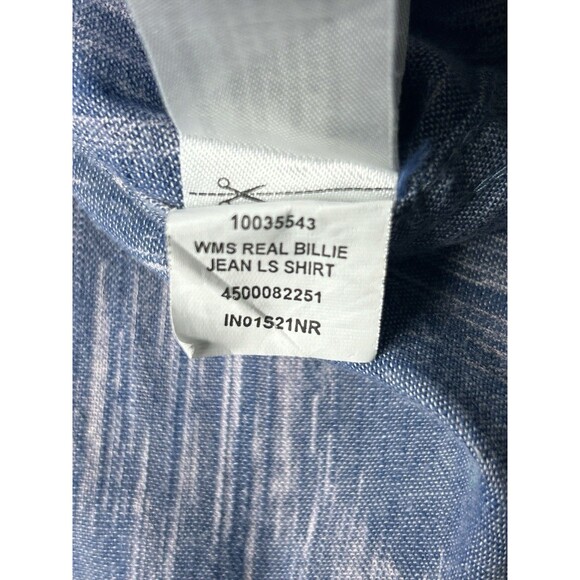 10035543
WMS REAL BILLIE
JEAN LS SHIRT
4500082251
IN01521NR